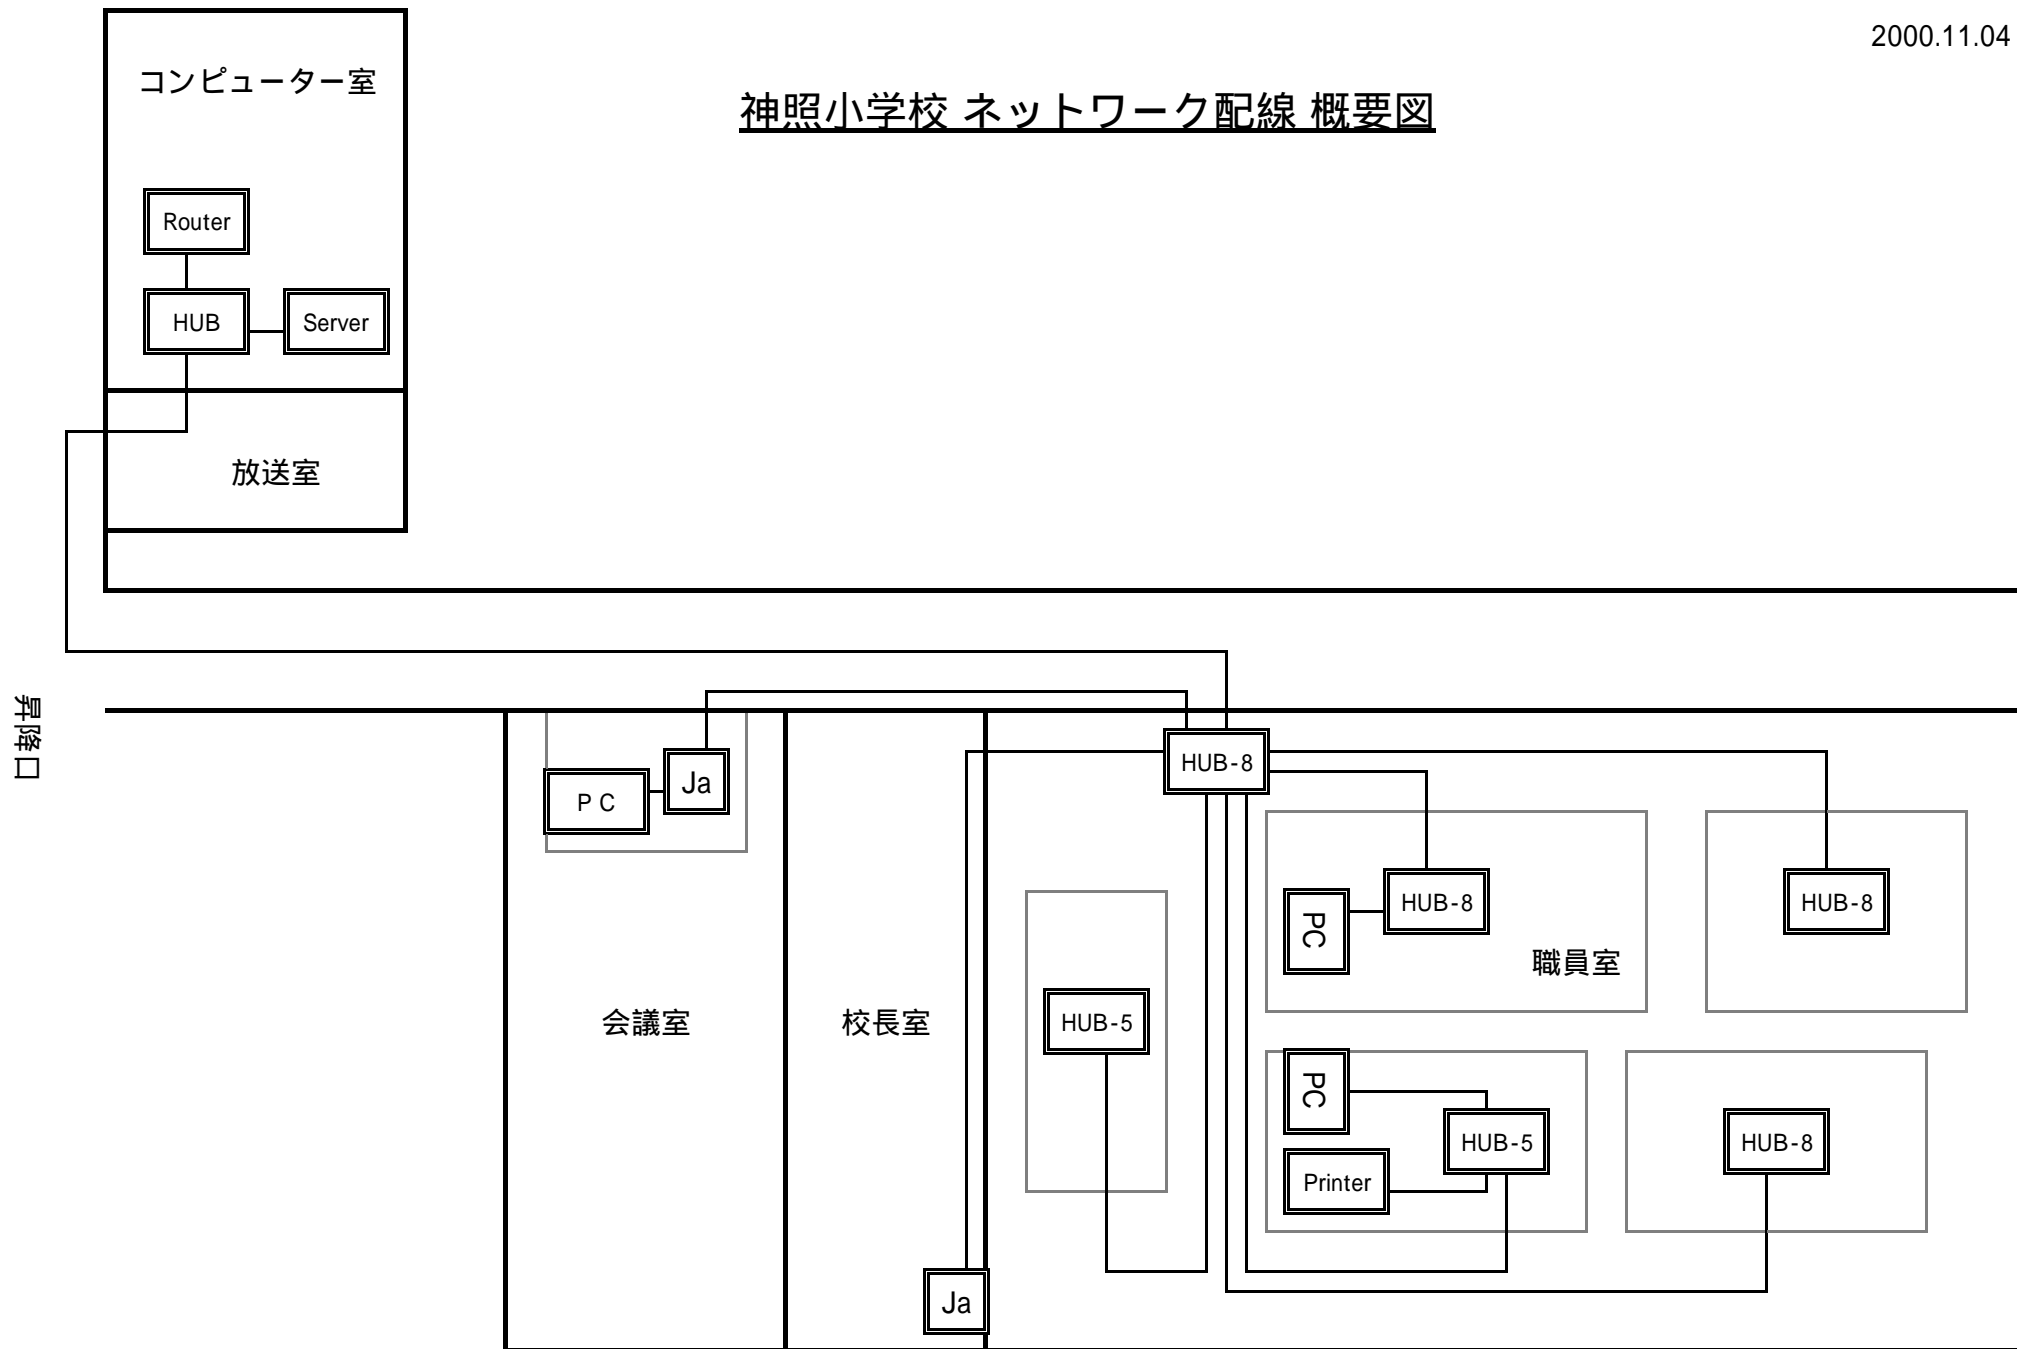 2000.11.04
神照小学校 ネットワーク配線 概要図
コンピューター室
Router
HUB
Server
放送室
昇降口
P C
Ja
HUB-8
PC
HUB-8
HUB-8
職員室
会議室
校長室
HUB-5
PC
HUB-5
HUB-8
Printer
Ja